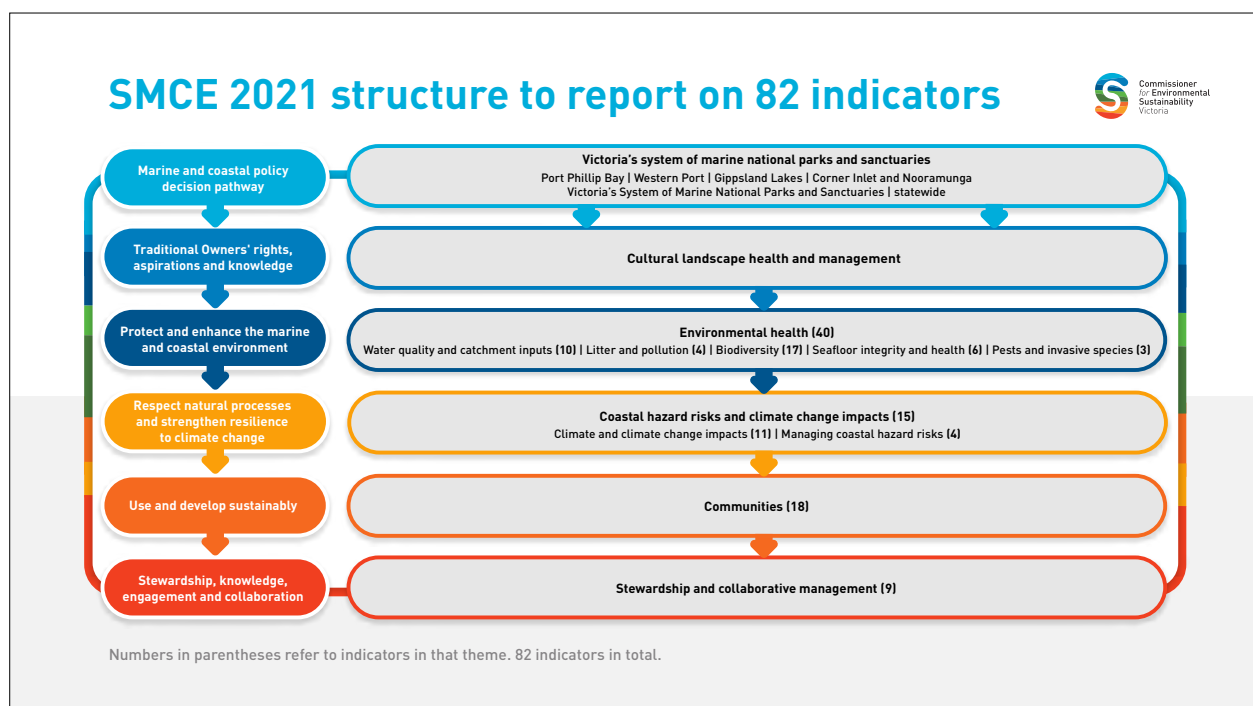 SMCE 2021 structure to report on 82 indicators
Commissioner
for Environmental
Sustainability
Victoria
Marine and coastal policy
decision pathway
Victoria's system of marine national parks and sanctuaries
Port Phillip Bay | Western Port | Gippsland Lakes | Corner Inlet and Nooramunga
Victoria's System of Marine National Parks and Sanctuaries | statewide
Traditional Owners' rights,
aspirations and knowledge
Cultural landscape health and management
Protect and enhance the marine
and coastal environment
Environmental health (40)
Water quality and catchment inputs (10) | Litter and pollution (4) | Biodiversity (17) | Seafloor integrity and health (6) | Pests and invasive species (3)
Respect natural processes
and strengthen resilience
to climate change
Coastal hazard risks and climate change impacts (15)
Climate and climate change impacts (11) | Managing coastal hazard risks (4)
Use and develop sustainably
Communities (18)
Stewardship, knowledge,
engagement and collaboration
Stewardship and collaborative management (9)
Numbers in parentheses refer to indicators in that theme. 82 indicators in total.